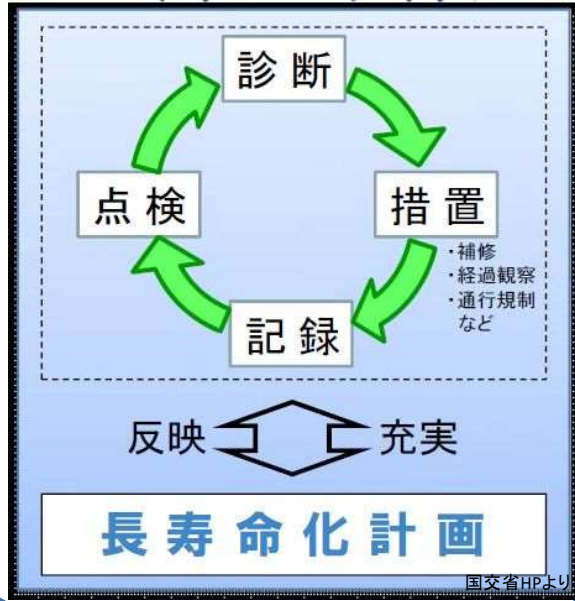 診断
点検
措置
・補修
・経過観察
・通行規制
など
記録
反映
充実
長寿命化計画
国交省HPより